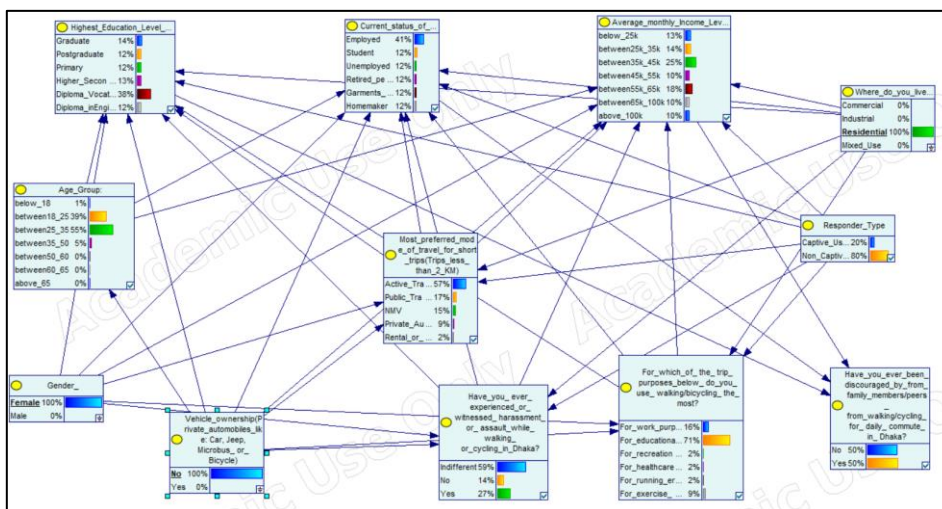 Highest_Education_Level_...
Graduate 14%
Postgraduate 12%
Primary 12%
Higher_Secon ... 13%
Diploma_Vocat... 38%
Diploma_inEngi... 12%
Current_status_of_...
Employed 41%
Student 12%
Unemployed 12%
Retired_pe ... 12%
Garments_ ... 12%
Homemaker 12%
Average_monthly_Income_Lev...
below_25k 13%
between25k_35k 14%
between35k_45k 25%
between45k_55k 10%
between55k_65k 18%
between65k_100k 10%
above_100k 10%
Where_do_you_live...
Commercial 0%
Industrial 0%
Residential 100%
Mixed_Use 0%
Age_Group:
below_18 1%
between18_25 39%
between25_35 55%
between35_50 5%
between50_60 0%
between60_65 0%
above_65 0%
Most_preferred_mod
e_of_travel_for_short
_trips(Trips_less_
than_2_KM)
Active_Tra ... 57%
Public_Tra ... 17%
NMV 15%
Private_Au ... 9%
Rental_or_ ... 2%
Responder_Type
Captive_Us... 20%
Non_Captiv... 80%
Gender_
Female 100%
Male 0%
Vehicle_ownership(P
rivate_automobiles_lik
e: Car, Jeep,
Microbus_ or_
Bicycle)
No 100%
Yes 0%
Have_you_ ever_
experienced_or_
witnessed_ harassment_
or_ assault_while_
walking_
or_cycling_in_Dhaka?
Indifferent 59%
No 14%
Yes 27%
For_which_of_ the_ trip_
purposes_below_ do_you_
use_ walking/bicycling_ the_
most?
For_work_purp... 16%
For_educationa... 71%
For_recreation ... 2%
For_healthcare ... 2%
For_running_er... 2%
For_exercise_ ... 9%
Have_you_ ever_been_
discouraged_by_from_
family_members/peers
_
from_walking/cycling_
for_ daily_ commute_
in_ Dhaka?
No 50%
Yes 50%
Academic Use Only